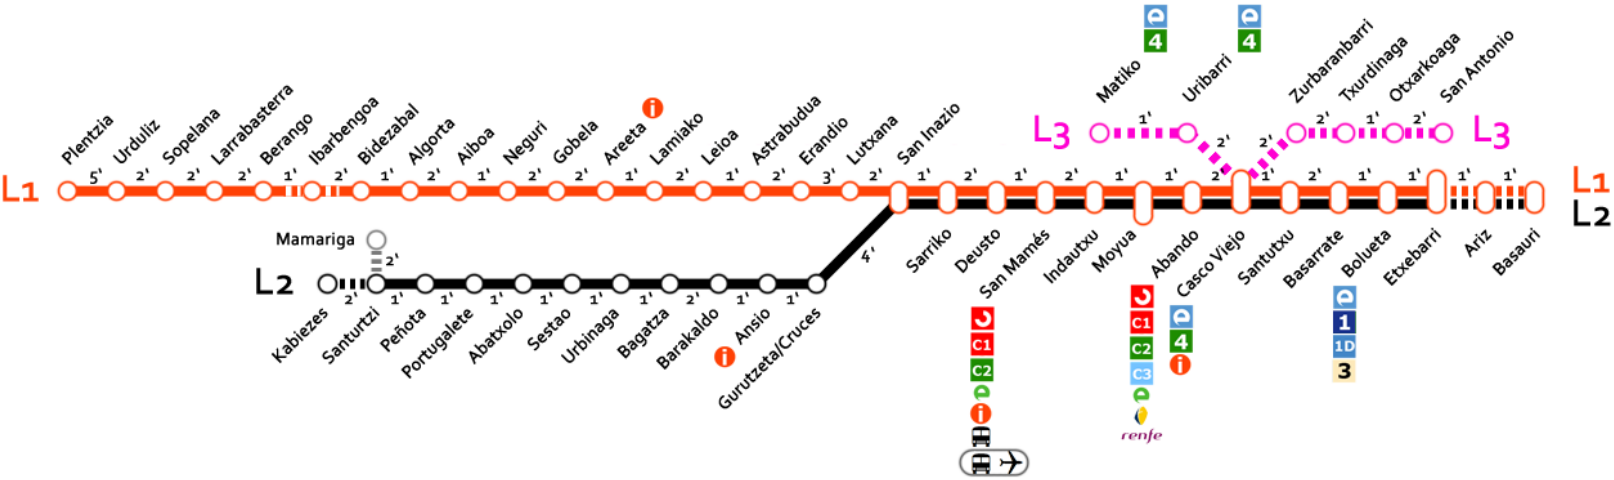 Plentzia
Urduliz
Sopelana
Larrabasterra
Berango
Ibarbengoa
Bidezabal
Algorta
Aiboa
Neguri
Gobela
Areeta
i
Lamiako
Leioa
Astrabudua
Erandio
Lutxana
San Inazio
Matiko
e
4
Uribarri
e
4
Zurbaranbarri
Txurdinaga
Otxarkoaga
San Antonio
L3
1'
2'
2'
2'
1'
2'
L3
L1
5'
2'
2'
2'
1'
2'
1'
2'
1'
2'
2'
1'
2'
1'
2'
3'
2'
1'
2'
1'
2'
1'
1'
2'
1'
2'
1'
1'
1'
1'
L1
L2
Mamariga
2'
L2
2'
1'
1'
1'
1'
1'
1'
2'
1'
1'
4'
Kabiezes
Santurtzi
Peñota
Portugalete
Abatxolo
Sestao
Urbinaga
Bagatza
Barakaldo
i
Ansio
Gurutzeta/Cruces
Sarriko
Deusto
San Mamés
Indautxu
Moyua
Abando
Casco Viejo
Santutxu
Basarrate
Bolueta
Etxebarri
Ariz
Basauri
C1
C2
e
i
C1
C2
C3
e
renfe
e
4
i
e
1
1D
3